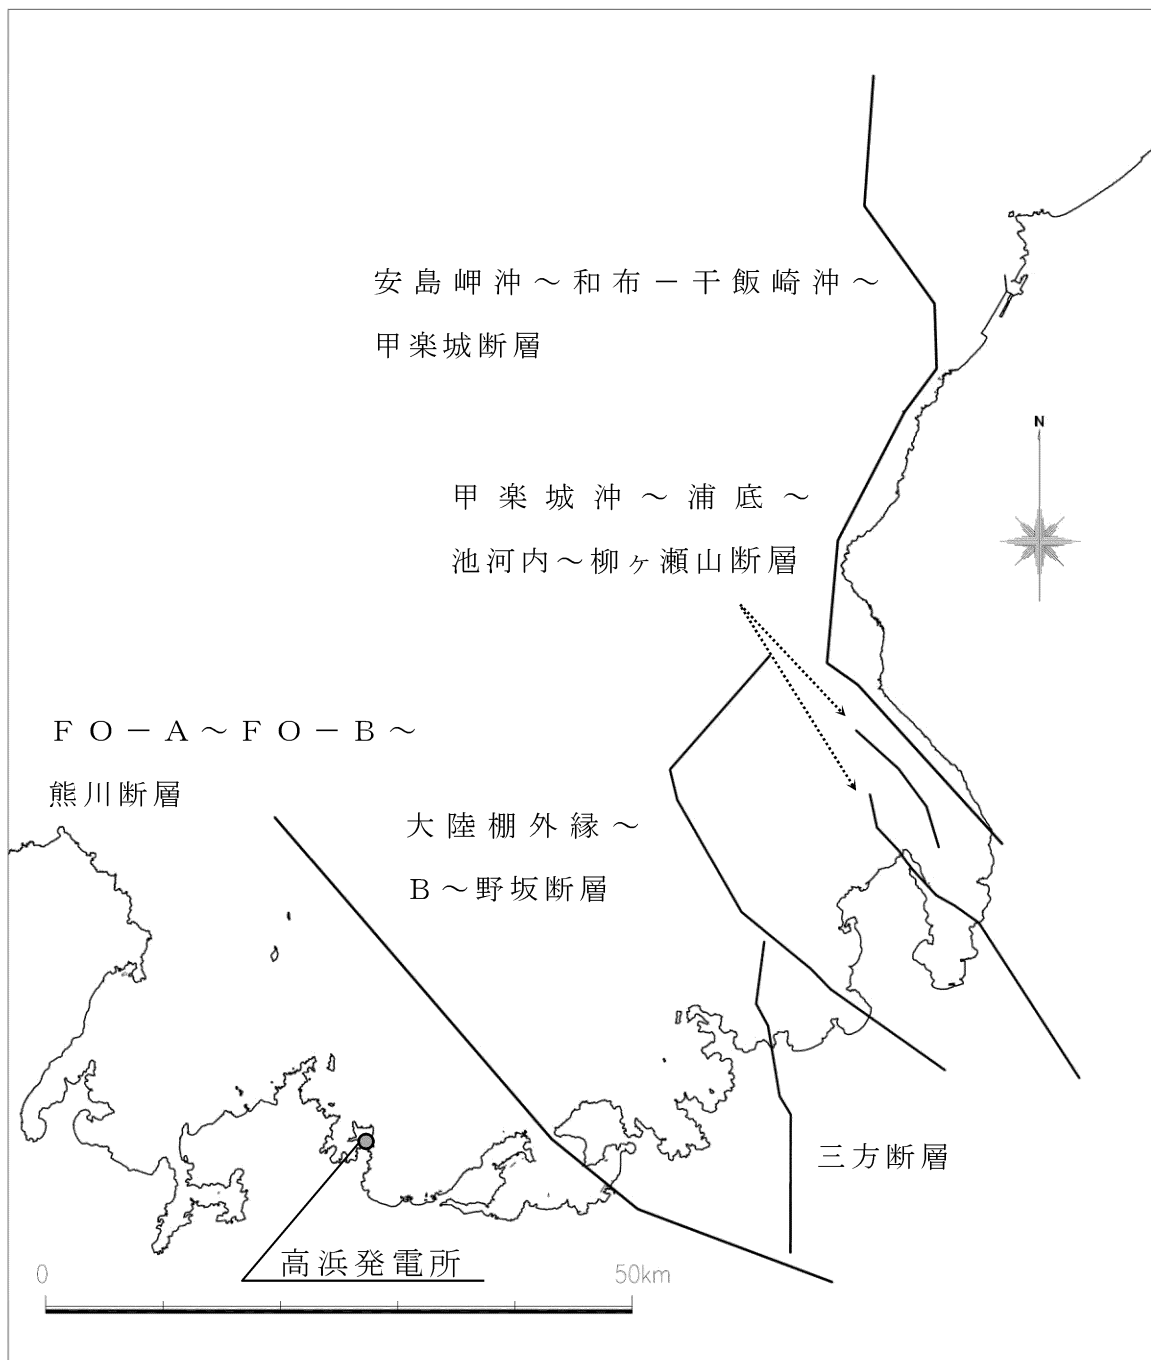 安島岬沖～和布－干飯崎沖～
甲楽城断層
N
甲楽城沖～浦底～
池河内～柳ヶ瀬山断層
ＦＯ－Ａ～ＦＯ－Ｂ～
熊川断層
大陸棚外縁～
Ｂ～野坂断層
三方断層
高浜発電所
0
50km